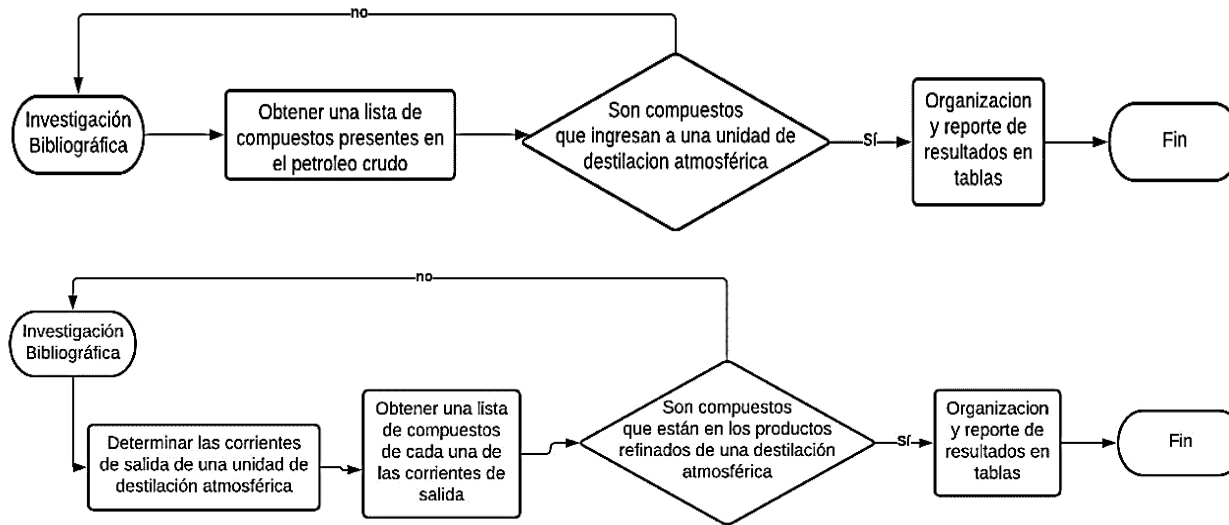 no
Investigación
Bibliográfica
Obtener una lista de
compuestos presentes en
el petroleo crudo
Son compuestos
que ingresan a una unidad de
destilacion atmosférica
Sí
Organizacion
y reporte de
resultados en
tablas
Fin
no
Investigación
Bibliográfica
Determinar las corrientes
de salida de una unidad de
destilación atmosférica
Obtener una lista
de compuestos
de cada una de
las corrientes de
salida
Son compuestos
que están en los productos
refinados de una destilación
atmosférica
sí
Organizacion
y reporte de
resultados en
tablas
Fin